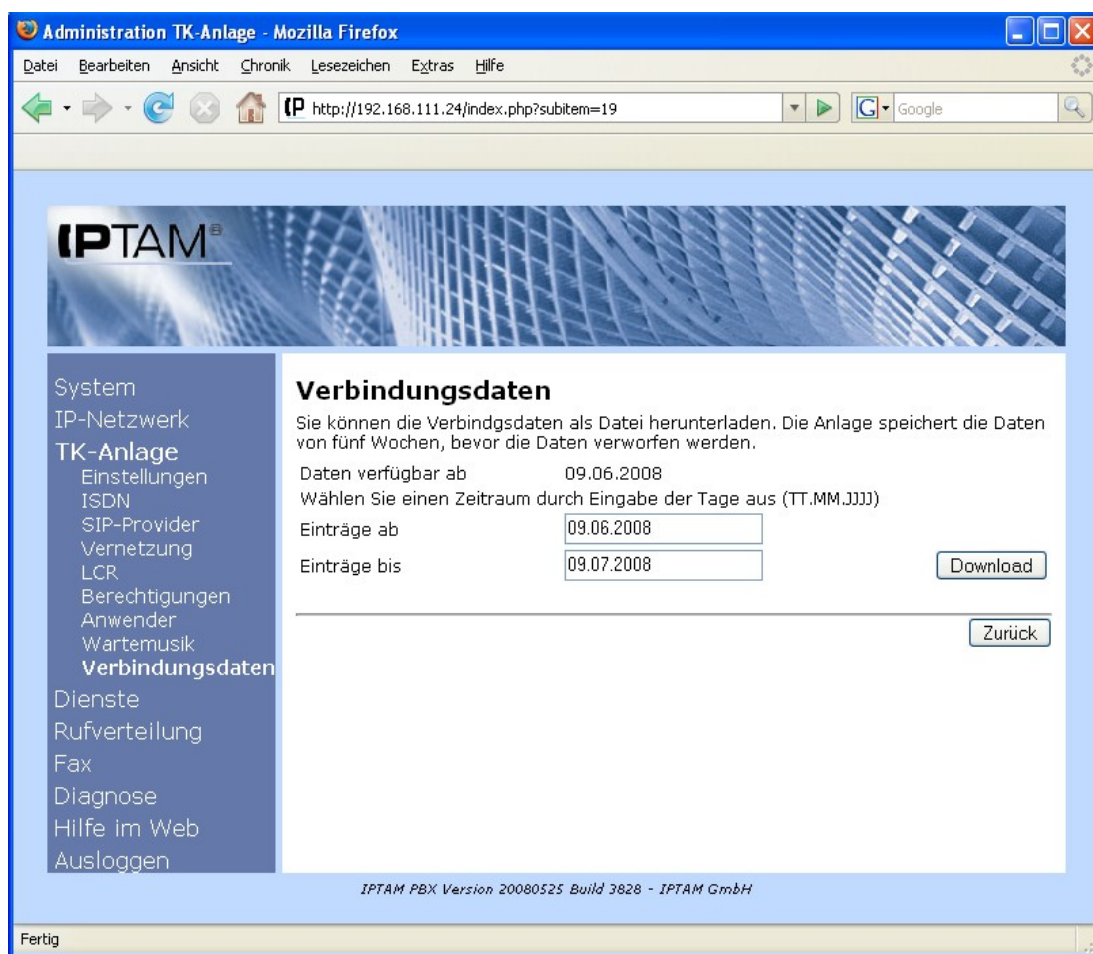 Administration TK-Anlage - Mozilla Firefox
Datei Bearbeiten Ansicht Chronik Lesezeichen Extras Hilfe
(P http://192.168.111.24/index.php?subitem=19 G Google
(PTAM®
System
IP-Netzwerk
TK-Anlage
Einstellungen
ISDN
SIP-Provider
Vernetzung
LCR
Berechtigungen
Anwender
Wartemusik
Verbindungsdaten
Dienste
Rufverteilung
Fax
Diagnose
Hilfe im Web
Ausloggen
Verbindungsdaten
Sie können die Verbindgsdaten als Datei herunterladen. Die Anlage speichert die Daten
von fünf Wochen, bevor die Daten verworfen werden.
Daten verfügbar ab 09.06.2008
Wählen Sie einen Zeitraum durch Eingabe der Tage aus (TT.MM.JJJJ)
Einträge ab 09.06.2008
Einträge bis 09.07.2008 Download
Zurück
IPTAM PBX Version 20080525 Build 3828 - IPTAM GmbH
Fertig